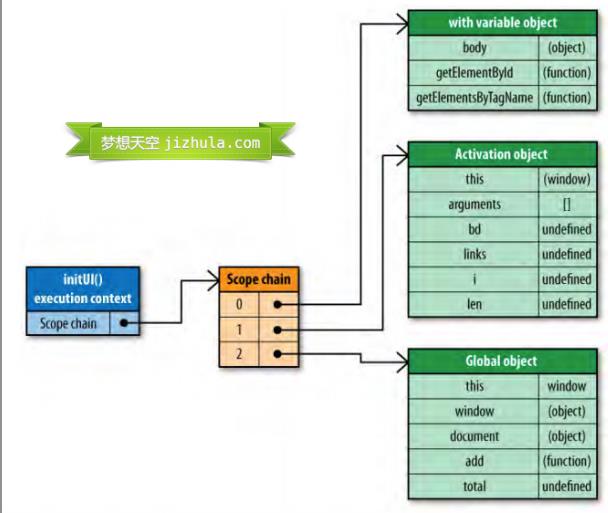 with variable object
body (object)
getElementById (function)
getElementsByTagName (function)
梦想天空 jizhula.com
Activation object
this (window)
arguments []
bd undefined
links undefined
i undefined
len undefined
initUI()
execution context
Scope chain
Scope chain
0
1
2
Global object
this window
window (object)
document (object)
add (function)
total undefined